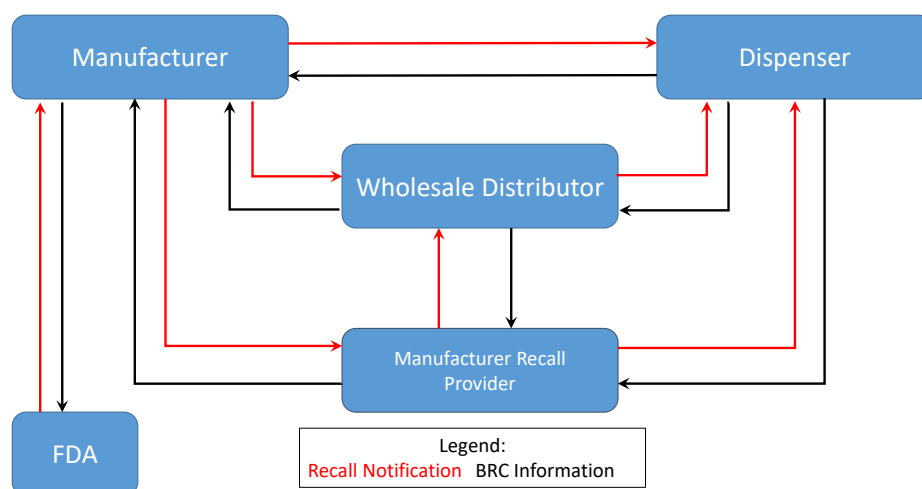 Manufacturer
Dispenser
Wholesale Distributor
Manufacturer Recall
Provider
FDA
Legend:
Recall Notification BRC Information